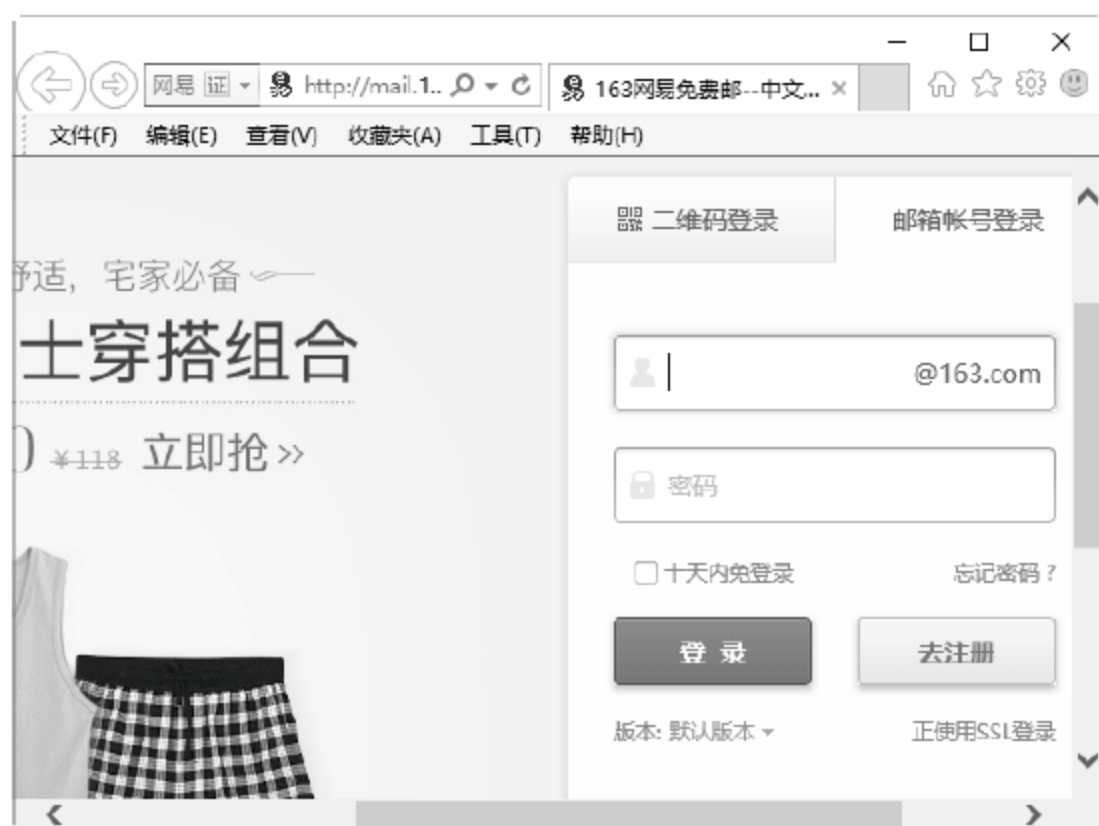 网易 证 http://mail.1.. 163网易免费邮--中文...
文件(F) 编辑(E) 查看(V) 收藏夹(A) 工具(T) 帮助(H)
二维码登录 邮箱帐号登录
舒适，宅家必备
士穿搭组合
¥118 立即抢
@163.com
密码
十天内免登录 忘记密码？
登 录 去注册
版本: 默认版本 正使用SSL登录